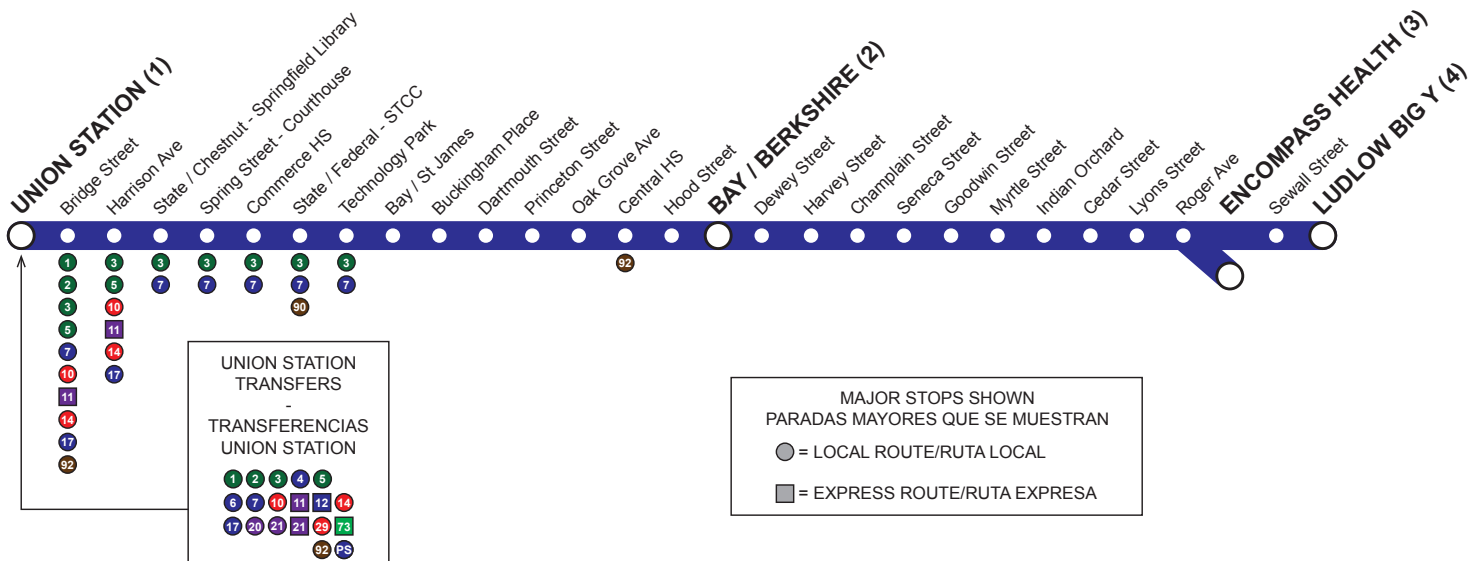 UNION STATION (1)
Bridge Street
Harrison Ave
State / Chestnut - Springfield Library
Spring Street - Courthouse
Commerce HS
State / Federal - STCC
Technology Park
Bay / St James
Buckingham Place
Dartmouth Street
Princeton Street
Oak Grove Ave
Central HS
Hood Street
BAY / BERKSHIRE (2)
Dewey Street
Harvey Street
Champlain Street
Seneca Street
Goodwin Street
Myrtle Street
Indian Orchard
Cedar Street
Lyons Street
Roger Ave
ENCOMPASS HEALTH (3)
Sewall Street
LUDLOW BIG Y (4)
1
2
3
5
7
10
11
14
17
92
3
5
10
11
14
17
3
7
3
7
3
7
3
7
90
3
7
92
UNION STATION
TRANSFERS
-
TRANSFERENCIAS
UNION STATION
1 2 3 4 5
6 7 10 11 12 14
17 20 21 21 29 73
92 PS
MAJOR STOPS SHOWN
PARADAS MAYORES QUE SE MUESTRAN
= LOCAL ROUTE/RUTA LOCAL
= EXPRESS ROUTE/RUTA EXPRESA